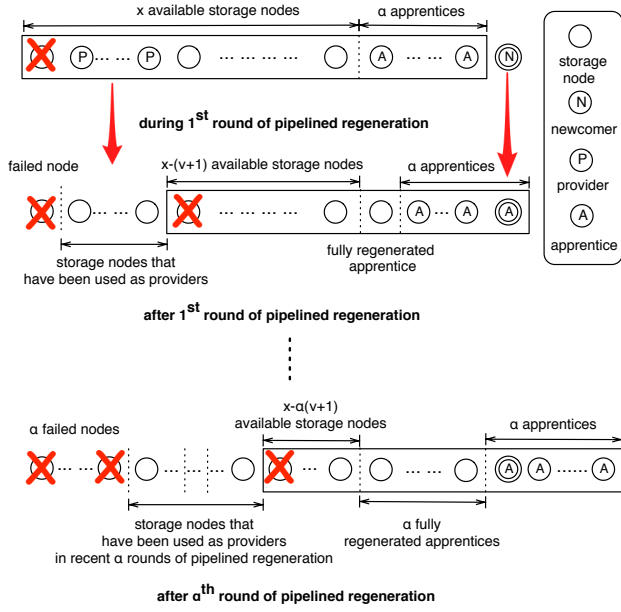 x available storage nodes
α apprentices
P ... ... P ... ... ... ... A ... A N
storage node
N
newcomer
P
provider
A
apprentice
during 1st round of pipelined regeneration
failed node
x-(v+1) available storage nodes
α apprentices
... ... ... ... ... ... A ... A A
storage nodes that
have been used as providers
fully regenerated
apprentice
after 1st round of pipelined regeneration
α failed nodes
x-α(v+1)
available storage nodes
α apprentices
... ... ... ... ... ... ... ... A A ...... A
storage nodes that
have been used as providers
in recent α rounds of pipelined regeneration
α fully
regenerated apprentices
after αth round of pipelined regeneration